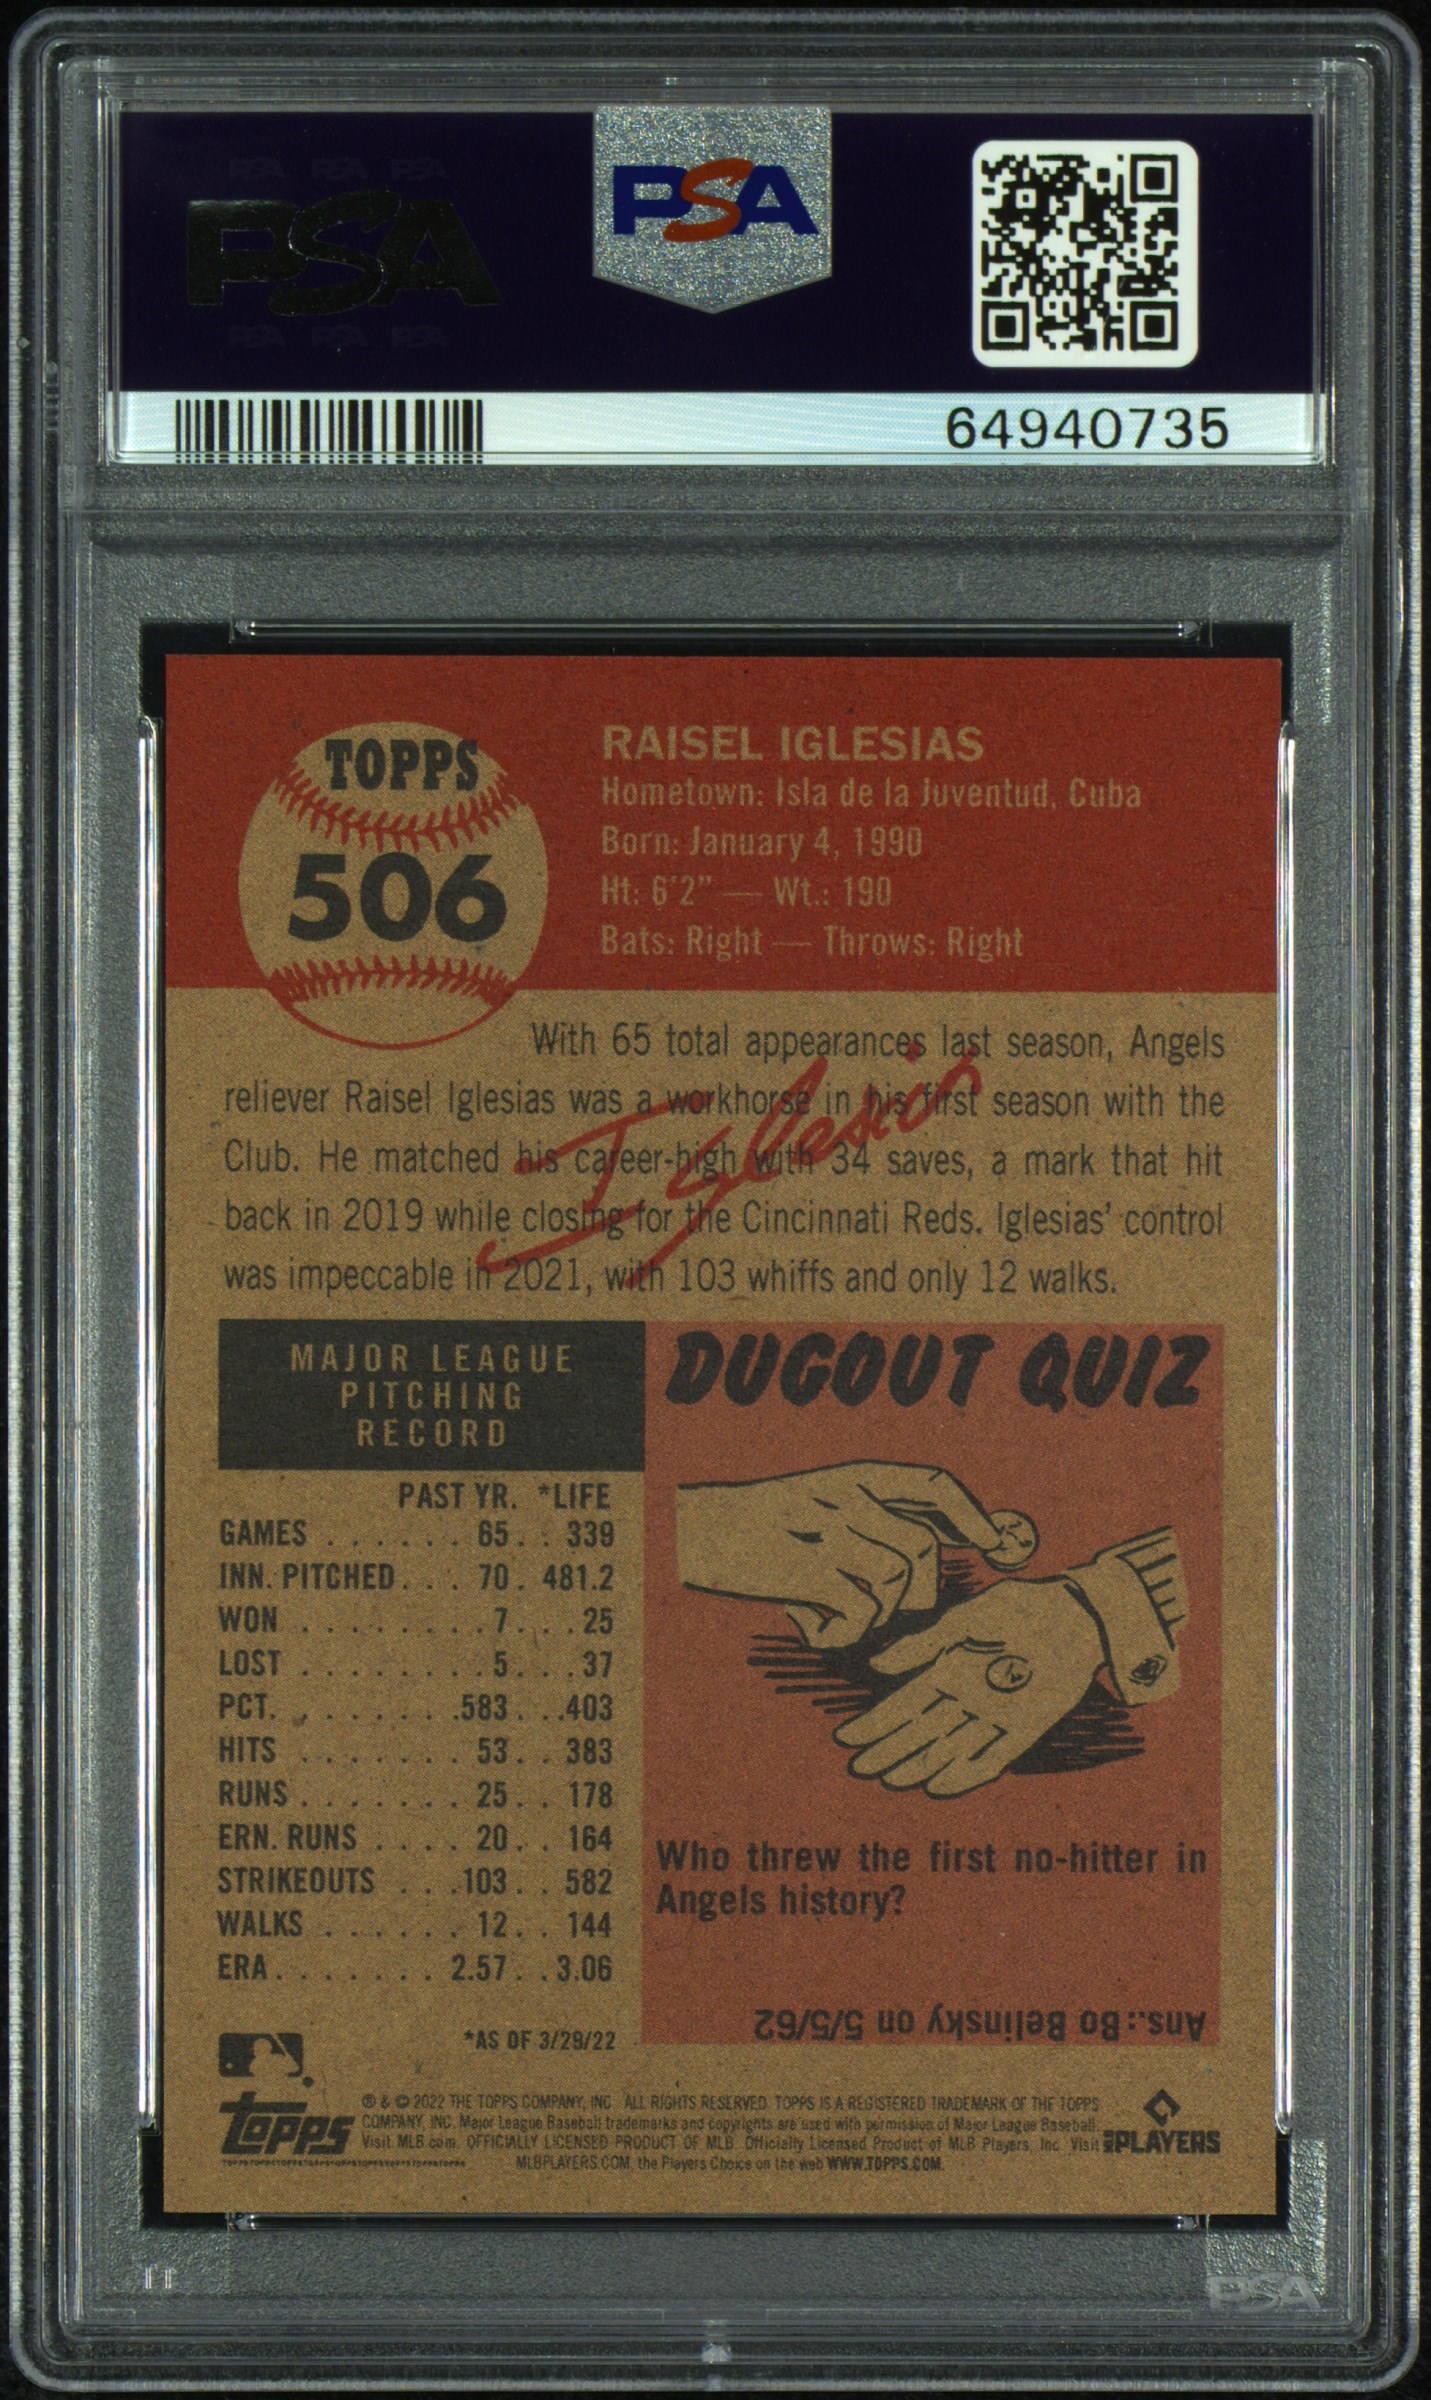 PSA PSA PSA
PSA
PSA PSA PSA
PSA
64940735
TOPPS
506
RAISEL IGLESIAS
Hometown: Isla de la Juventud, Cuba
Born: January 4, 1990
Ht: 6'2" — Wt.: 190
Bats: Right — Throws: Right
With 65 total appearances last season, Angels
reliever Raisel Iglesias was a workhorse in his first season with the
Club. He matched his career-high with 34 saves, a mark that hit
back in 2019 while closing for the Cincinnati Reds. Iglesias' control
was impeccable in 2021, with 103 whiffs and only 12 walks.
Iglesias
MAJOR LEAGUE
PITCHING
RECORD
PAST YR. *LIFE
GAMES . . . . . . 65 . . 339
INN. PITCHED . . . 70 . 481.2
WON . . . . . . . . 7 . . . 25
LOST . . . . . . . . 5 . . . 37
PCT. . . . . . . . .583 . . .403
HITS . . . . . . . 53 . . 383
RUNS . . . . . . . 25 . . 178
ERN. RUNS . . . . 20 . . 164
STRIKEOUTS . . . 103 . . 582
WALKS . . . . . . 12 . . 144
ERA . . . . . . . 2.57 . . 3.06
*AS OF 3/29/22
DUGOUT QUIZ
Who threw the first no-hitter in
Angels history?
Ans.: Bo Belinsky on 5/5/62
topps
® & © 2022 THE TOPPS COMPANY, INC. ALL RIGHTS RESERVED. TOPPS IS A REGISTERED TRADEMARK OF THE TOPPS
COMPANY, INC. Major League Baseball trademarks and copyrights are used with permission of Major League Baseball.
Visit MLB.com. OFFICIALLY LICENSED PRODUCT OF MLB. Officially Licensed Product of MLB Players, Inc. Visit
MLBPLAYERS.COM, the Players Choice on the web WWW.TOPPS.COM.
MLB PLAYERS
PSA